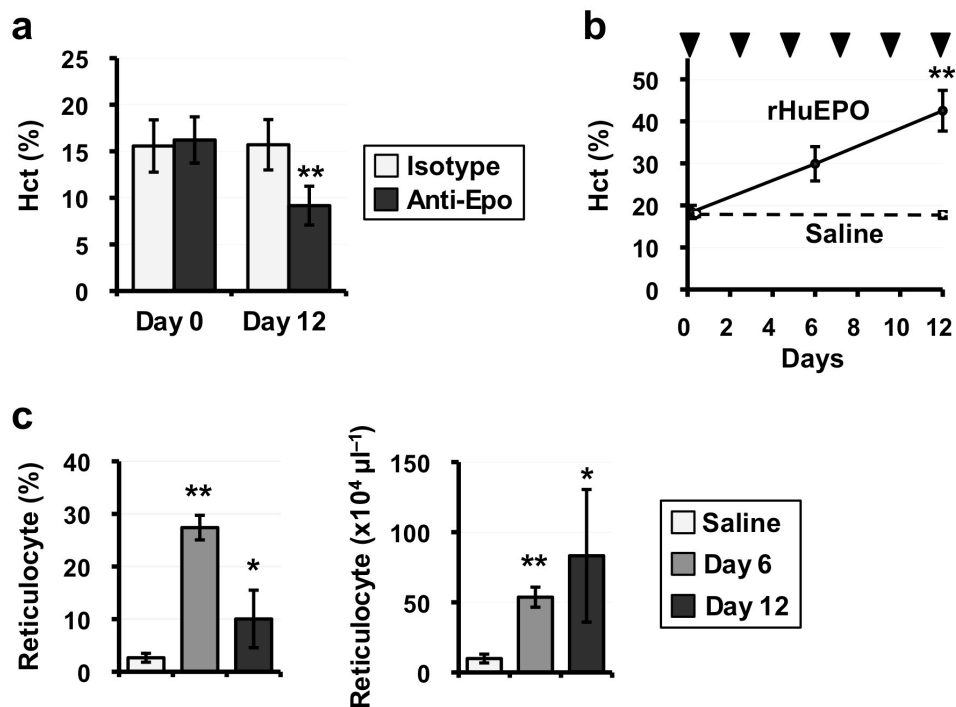 a
Hct (%)
25
20
15
10
5
0
**
Day 0
Day 12
Isotype
Anti-Epo
b
Hct (%)
50
40
30
20
10
0
**
rHuEPO
Saline
0 2 4 6 8 10 12
Days
c
Reticulocyte (%)
40
30
20
10
0
**
*
Reticulocyte (x10⁴ µl⁻¹)
150
100
50
0
**
*
Saline
Day 6
Day 12